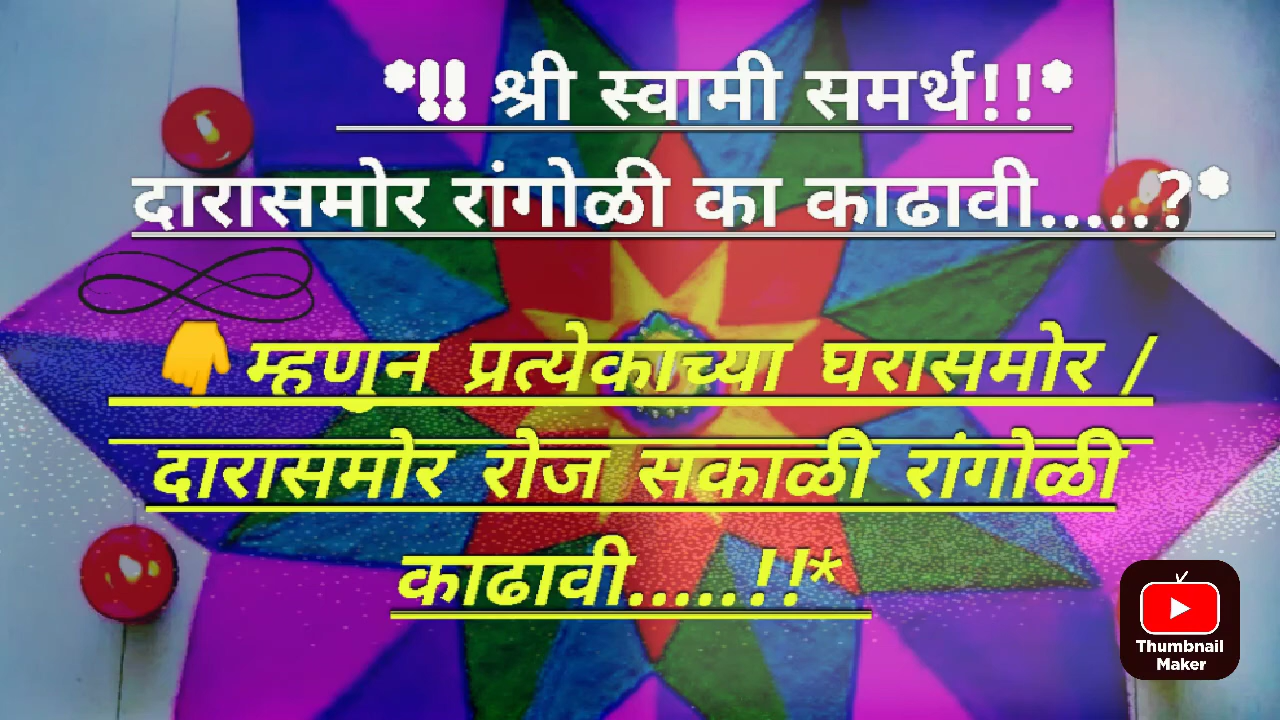 *!! श्री स्वामी समर्थ!!*
दारासमोर रांगोळी का काढावी.....?*
👇म्हणुन प्रत्येकाच्या घरासमोर /
दारासमोर रोज सकाळी रांगोळी
काढावी......!!*
Thumbnail
Maker